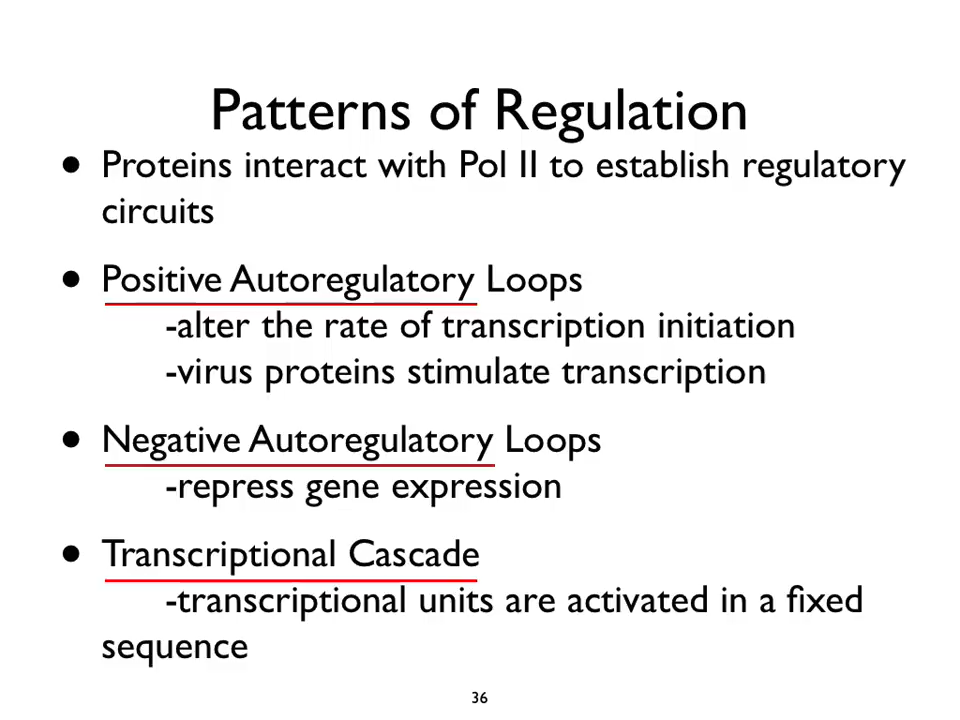 Patterns of Regulation
• Proteins interact with Pol II to establish regulatory
circuits
• Positive Autoregulatory Loops
-alter the rate of transcription initiation
-virus proteins stimulate transcription
• Negative Autoregulatory Loops
-repress gene expression
• Transcriptional Cascade
-transcriptional units are activated in a fixed
sequence
36